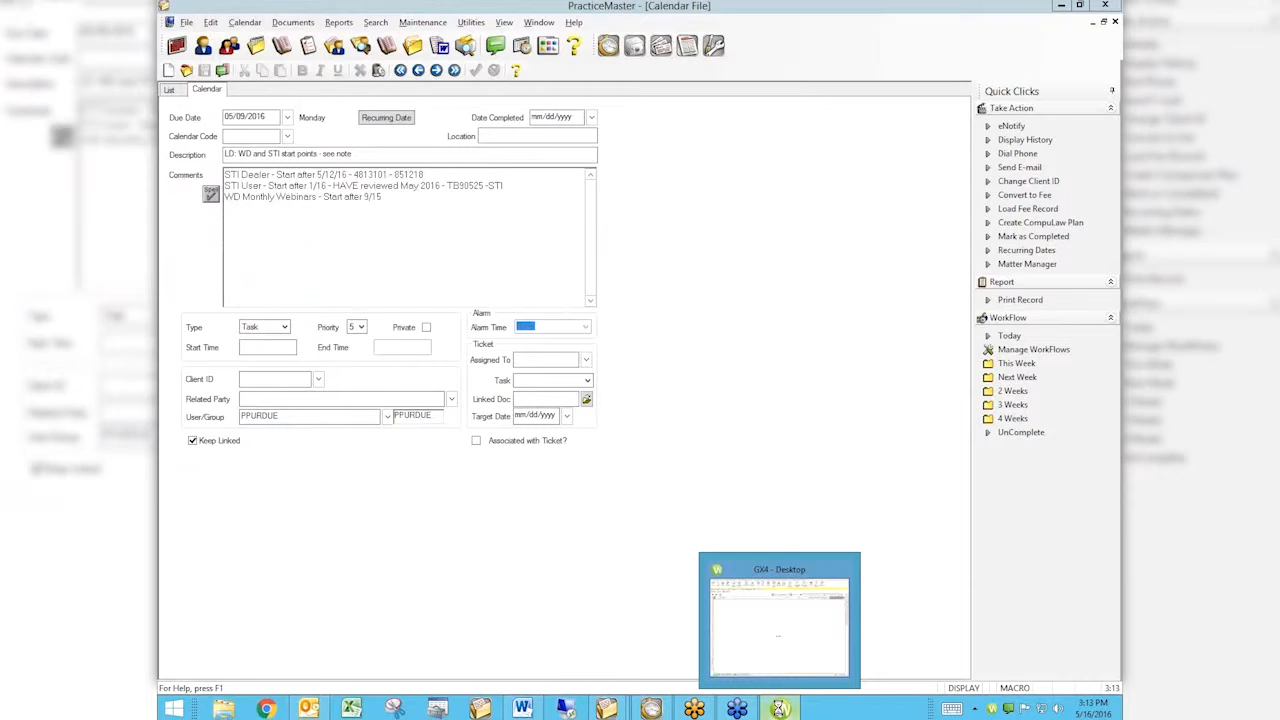 PracticeMaster - [Calendar File]
File Edit Calendar Documents Reports Search Maintenance Utilities View Window Help
List Calendar
Due Date 05/09/2016 Monday Recurring Date Date Completed mm/dd/yyyy
Calendar Code Location
Description LD: WD and STI start points - see note
Comments STI Dealer - Start after 5/12/16 - 4813101 - 851218
STI User - Start after 1/16 - HAVE reviewed May 2016 - TB90525 -STI
WD Monthly Webinars - Start after 9/15
Alarm
Type Task Priority 5 Private Alarm Time
Start Time End Time
Ticket
Assigned To
Client ID Task
Related Party Linked Doc
User/Group PPURDUE PPURDUE Target Date mm/dd/yyyy
Keep Linked Associated with Ticket?
Quick Clicks
Take Action
eNotify
Display History
Dial Phone
Send E-mail
Change Client ID
Convert to Fee
Load Fee Record
Create CompuLaw Plan
Mark as Completed
Recurring Dates
Matter Manager
Report
Print Record
WorkFlow
Today
Manage WorkFlows
This Week
Next Week
2 Weeks
3 Weeks
4 Weeks
UnComplete
GX4 - Desktop
For Help, press F1 DISPLAY MACRO 3:13
3:13 PM
5/16/2016